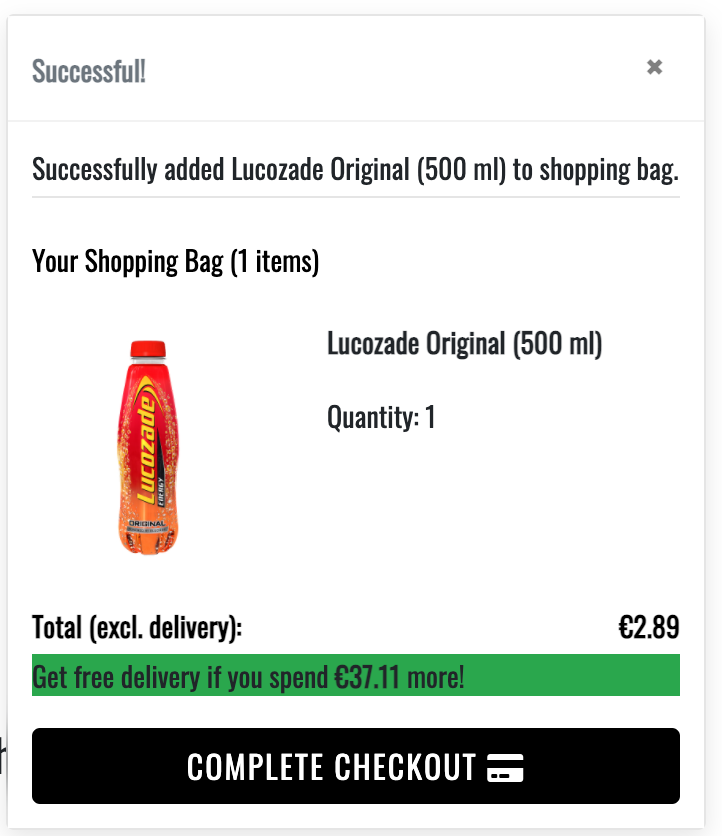 Successful!
Successfully added Lucozade Original (500 ml) to shopping bag.
Your Shopping Bag (1 items)
Lucozade
ENERGY
ORIGINAL
Lucozade Original (500 ml)
Quantity: 1
Total (excl. delivery): €2.89
Get free delivery if you spend €37.11 more!
COMPLETE CHECKOUT